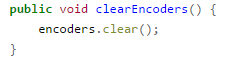 public void clearEncoders() {
    encoders.clear();
}